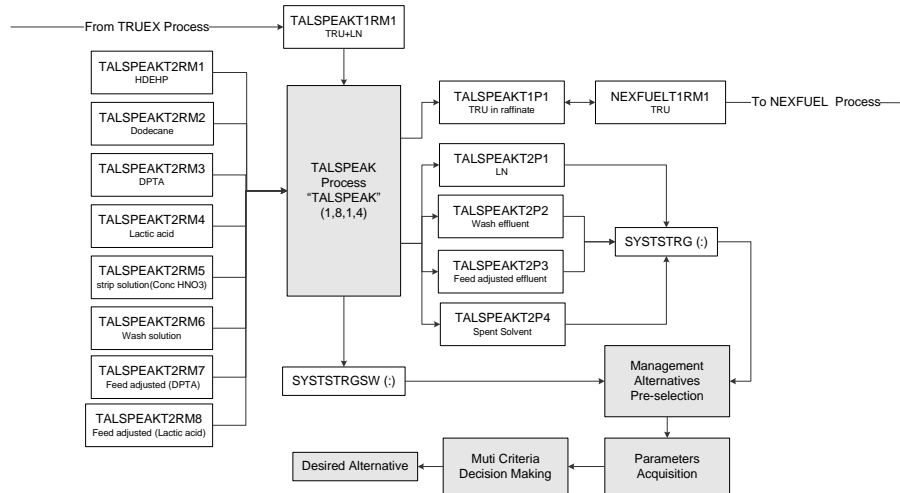 From TRUEX Process
TALSPEAKT1RM1
TRU+LN
TALSPEAKT2RM1
HDEHP
TALSPEAKT2RM2
Dodecane
TALSPEAKT2RM3
DPTA
TALSPEAKT2RM4
Lactic acid
TALSPEAKT2RM5
strip solution(Conc HNO3)
TALSPEAKT2RM6
Wash solution
TALSPEAKT2RM7
Feed adjusted (DPTA)
TALSPEAKT2RM8
Feed adjusted (Lactic acid)
TALSPEAK
Process
“TALSPEAK”
(1,8,1,4)
TALSPEAKT1P1
TRU in raffinate
NEXFUELT1RM1
TRU
To NEXFUEL Process
TALSPEAKT2P1
LN
TALSPEAKT2P2
Wash effluent
TALSPEAKT2P3
Feed adjusted effluent
TALSPEAKT2P4
Spent Solvent
SYSTSTRG (:)
SYSTSTRGSW (:)
Management
Alternatives
Pre-selection
Parameters
Acquisition
Muti Criteria
Decision Making
Desired Alternative